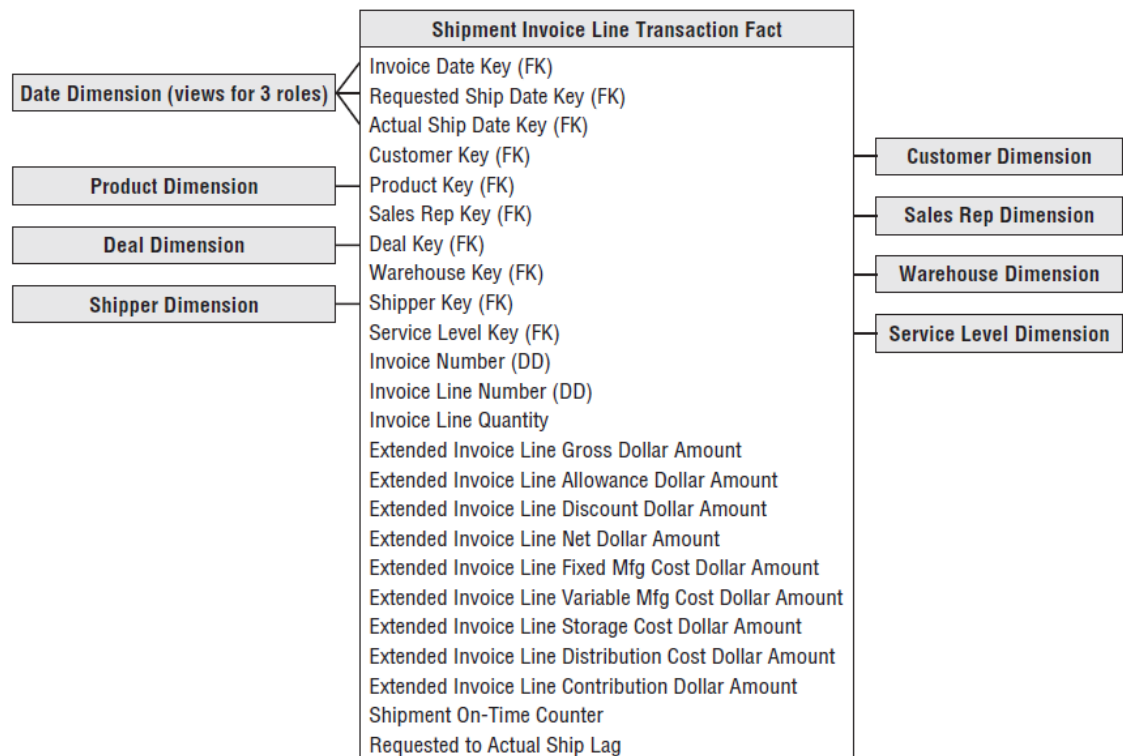 Shipment Invoice Line Transaction Fact
Invoice Date Key (FK)
Requested Ship Date Key (FK)
Actual Ship Date Key (FK)
Customer Key (FK)
Product Key (FK)
Sales Rep Key (FK)
Deal Key (FK)
Warehouse Key (FK)
Shipper Key (FK)
Service Level Key (FK)
Invoice Number (DD)
Invoice Line Number (DD)
Invoice Line Quantity
Extended Invoice Line Gross Dollar Amount
Extended Invoice Line Allowance Dollar Amount
Extended Invoice Line Discount Dollar Amount
Extended Invoice Line Net Dollar Amount
Extended Invoice Line Fixed Mfg Cost Dollar Amount
Extended Invoice Line Variable Mfg Cost Dollar Amount
Extended Invoice Line Storage Cost Dollar Amount
Extended Invoice Line Distribution Cost Dollar Amount
Extended Invoice Line Contribution Dollar Amount
Shipment On-Time Counter
Requested to Actual Ship Lag
Date Dimension (views for 3 roles)
Product Dimension
Deal Dimension
Shipper Dimension
Customer Dimension
Sales Rep Dimension
Warehouse Dimension
Service Level Dimension